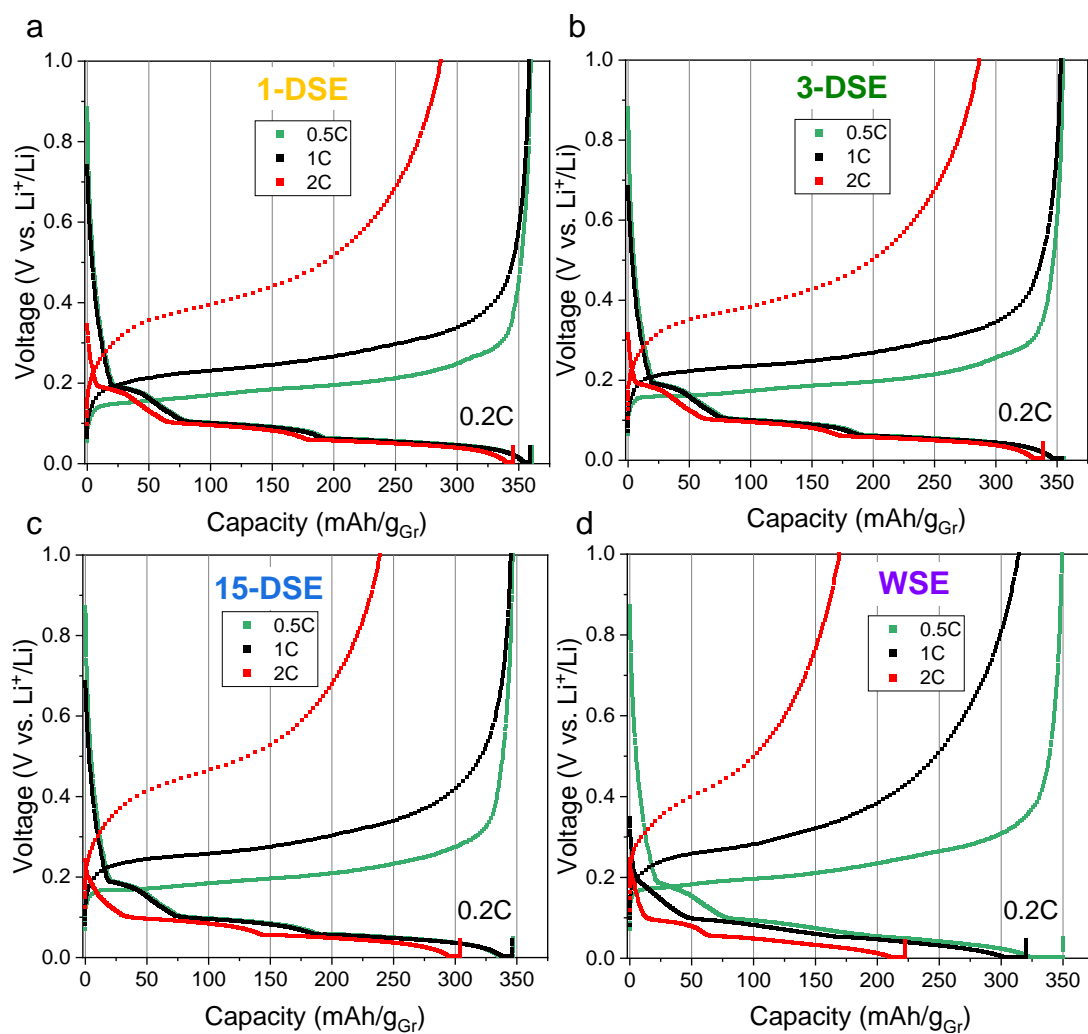 a
1-DSE
0.5C
1C
2C
0.2C
Voltage (V vs. Li⁺/Li)
1.0
0.8
0.6
0.4
0.2
0.0
0 50 100 150 200 250 300 350
Capacity (mAh/g_Gr)
b
3-DSE
0.5C
1C
2C
0.2C
Voltage (V vs. Li⁺/Li)
1.0
0.8
0.6
0.4
0.2
0.0
0 50 100 150 200 250 300 350
Capacity (mAh/g_Gr)
c
15-DSE
0.5C
1C
2C
0.2C
Voltage (V vs. Li⁺/Li)
1.0
0.8
0.6
0.4
0.2
0.0
0 50 100 150 200 250 300 350
Capacity (mAh/g_Gr)
d
WSE
0.5C
1C
2C
0.2C
Voltage (V vs. Li⁺/Li)
1.0
0.8
0.6
0.4
0.2
0.0
0 50 100 150 200 250 300 350
Capacity (mAh/g_Gr)